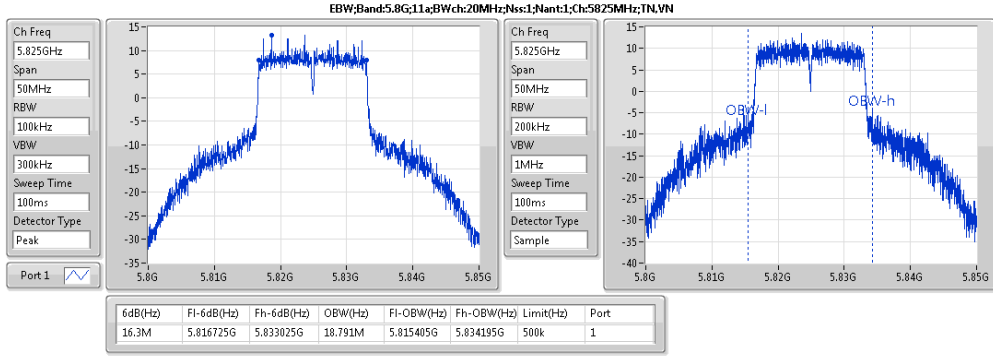 EBW;Band:5.8G;11a;BWch:20MHz;Nss:1;Nant:1;Ch:5825MHz;TN,VN
Ch Freq
5.825GHz
Span
50MHz
RBW
100kHz
VBW
300kHz
Sweep Time
100ms
Detector Type
Peak
Port 1
15
10
5
0
-5
-10
-15
-20
-25
-30
-35
5.8G 5.81G 5.82G 5.83G 5.84G 5.85G
Ch Freq
5.825GHz
Span
50MHz
RBW
200kHz
VBW
1MHz
Sweep Time
100ms
Detector Type
Sample
15
10
5
0
-5
-10
-15
-20
-25
-30
-35
-40
OBW-l
OBW-h
5.8G 5.81G 5.82G 5.83G 5.84G 5.85G
6dB(Hz) Fl-6dB(Hz) Fh-6dB(Hz) OBW(Hz) Fl-OBW(Hz) Fh-OBW(Hz) Limit(Hz) Port
16.3M 5.816725G 5.833025G 18.791M 5.815405G 5.834195G 500k 1